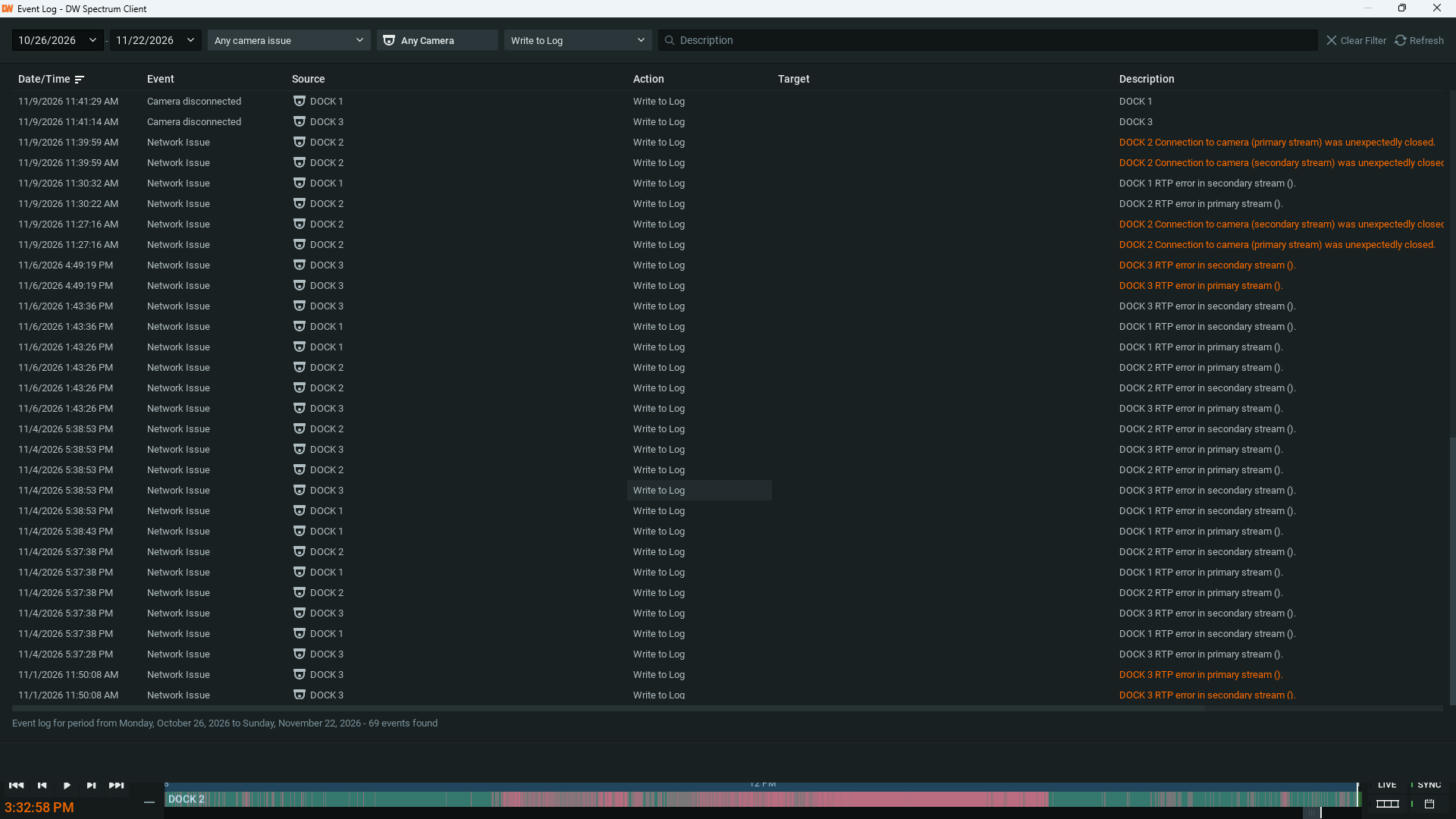 DW Event Log - DW Spectrum Client
10/26/2026 - 11/22/2026 Any camera issue Any Camera Write to Log Description Clear Filter Refresh
Date/Time Event Source Action Target Description
11/9/2026 11:41:29 AM Camera disconnected DOCK 1 Write to Log DOCK 1
11/9/2026 11:41:14 AM Camera disconnected DOCK 3 Write to Log DOCK 3
11/9/2026 11:39:59 AM Network Issue DOCK 2 Write to Log DOCK 2 Connection to camera (primary stream) was unexpectedly closed.
11/9/2026 11:39:59 AM Network Issue DOCK 2 Write to Log DOCK 2 Connection to camera (secondary stream) was unexpectedly closed
11/9/2026 11:30:32 AM Network Issue DOCK 1 Write to Log DOCK 1 RTP error in secondary stream ().
11/9/2026 11:30:22 AM Network Issue DOCK 2 Write to Log DOCK 2 RTP error in primary stream ().
11/9/2026 11:27:16 AM Network Issue DOCK 2 Write to Log DOCK 2 Connection to camera (secondary stream) was unexpectedly closed
11/9/2026 11:27:16 AM Network Issue DOCK 2 Write to Log DOCK 2 Connection to camera (primary stream) was unexpectedly closed.
11/6/2026 4:49:19 PM Network Issue DOCK 3 Write to Log DOCK 3 RTP error in secondary stream ().
11/6/2026 4:49:19 PM Network Issue DOCK 3 Write to Log DOCK 3 RTP error in primary stream ().
11/6/2026 1:43:36 PM Network Issue DOCK 3 Write to Log DOCK 3 RTP error in secondary stream ().
11/6/2026 1:43:36 PM Network Issue DOCK 1 Write to Log DOCK 1 RTP error in secondary stream ().
11/6/2026 1:43:26 PM Network Issue DOCK 1 Write to Log DOCK 1 RTP error in primary stream ().
11/6/2026 1:43:26 PM Network Issue DOCK 2 Write to Log DOCK 2 RTP error in primary stream ().
11/6/2026 1:43:26 PM Network Issue DOCK 2 Write to Log DOCK 2 RTP error in secondary stream ().
11/6/2026 1:43:26 PM Network Issue DOCK 3 Write to Log DOCK 3 RTP error in primary stream ().
11/4/2026 5:38:53 PM Network Issue DOCK 2 Write to Log DOCK 2 RTP error in secondary stream ().
11/4/2026 5:38:53 PM Network Issue DOCK 3 Write to Log DOCK 3 RTP error in primary stream ().
11/4/2026 5:38:53 PM Network Issue DOCK 2 Write to Log DOCK 2 RTP error in primary stream ().
11/4/2026 5:38:53 PM Network Issue DOCK 3 Write to Log DOCK 3 RTP error in secondary stream ().
11/4/2026 5:38:53 PM Network Issue DOCK 1 Write to Log DOCK 1 RTP error in secondary stream ().
11/4/2026 5:38:43 PM Network Issue DOCK 1 Write to Log DOCK 1 RTP error in primary stream ().
11/4/2026 5:37:38 PM Network Issue DOCK 2 Write to Log DOCK 2 RTP error in secondary stream ().
11/4/2026 5:37:38 PM Network Issue DOCK 1 Write to Log DOCK 1 RTP error in primary stream ().
11/4/2026 5:37:38 PM Network Issue DOCK 2 Write to Log DOCK 2 RTP error in primary stream ().
11/4/2026 5:37:38 PM Network Issue DOCK 3 Write to Log DOCK 3 RTP error in secondary stream ().
11/4/2026 5:37:38 PM Network Issue DOCK 1 Write to Log DOCK 1 RTP error in secondary stream ().
11/4/2026 5:37:28 PM Network Issue DOCK 3 Write to Log DOCK 3 RTP error in primary stream ().
11/1/2026 11:50:08 AM Network Issue DOCK 3 Write to Log DOCK 3 RTP error in primary stream ().
11/1/2026 11:50:08 AM Network Issue DOCK 3 Write to Log DOCK 3 RTP error in secondary stream ().
Event log for period from Monday, October 26, 2026 to Sunday, November 22, 2026 - 69 events found
12 PM LIVE SYNC
3:32:58 PM DOCK 2